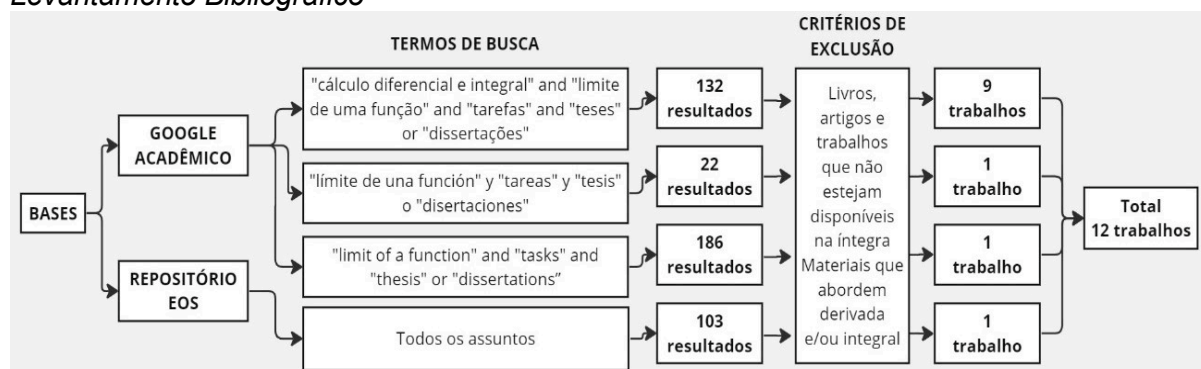 Levantamento Bibliográfico
TERMOS DE BUSCA
CRITÉRIOS DE
EXCLUSÃO
BASES
GOOGLE
ACADÊMICO
REPOSITÓRIO
EOS
"cálculo diferencial e integral" and "limite
de uma função" and "tarefas" and "teses"
or "dissertações"
132
resultados
"límite de una función" y "tareas" y "tesis"
o "disertaciones"
22
resultados
"limit of a function" and "tasks" and
"thesis" or "dissertations”
186
resultados
Todos os assuntos
103
resultados
Livros,
artigos e
trabalhos
que não
estejam
disponíveis
na íntegra
Materiais que
abordem
derivada
e/ou integral
9
trabalhos
1
trabalho
1
trabalho
1
trabalho
Total
12 trabalhos